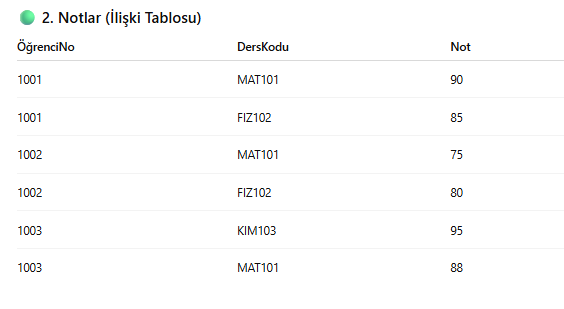 2. Notlar (İlişki Tablosu)
ÖğrenciNo DersKodu Not
1001 MAT101 90
1001 FIZ102 85
1002 MAT101 75
1002 FIZ102 80
1003 KIM103 95
1003 MAT101 88